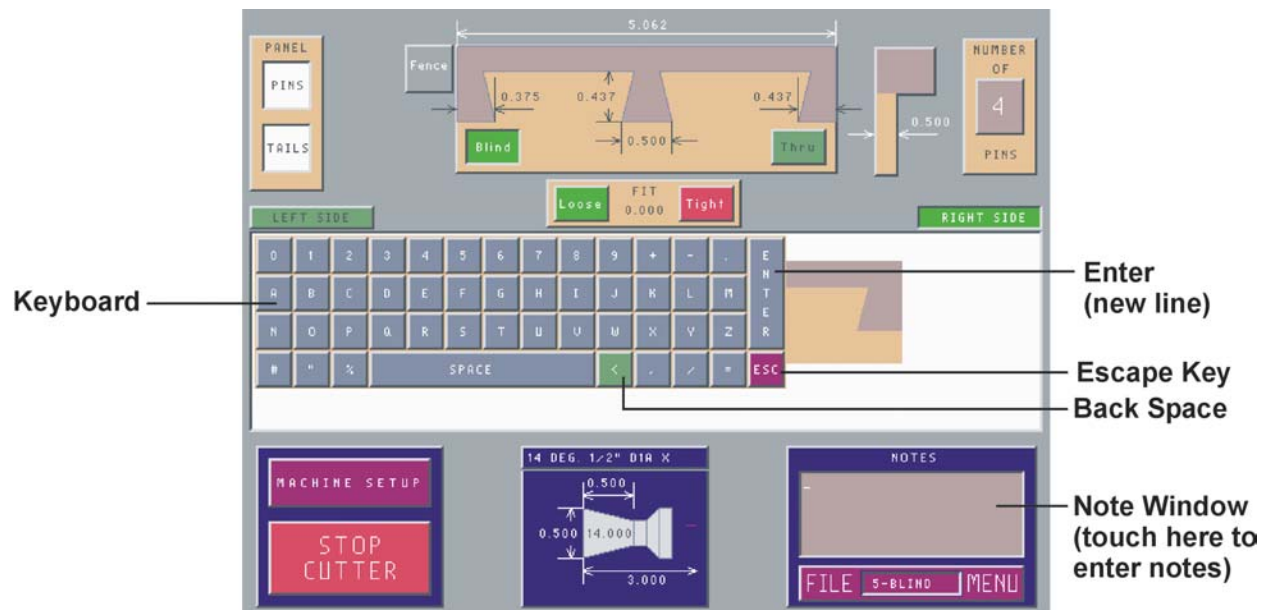 5.062
PANEL
PINS
TAILS
Fence
0.375
0.437
0.437
0.500
Blind
Thru
0.500
NUMBER
OF
4
PINS
FIT
Loose
0.000
Tight
LEFT SIDE
RIGHT SIDE
0 1 2 3 4 5 6 7 8 9 + - .
A B C D E F G H I J K L M
N O P Q R S T U V W X Y Z
ENTER
# " % SPACE < , / = ESC
Keyboard
Enter
(new line)
Escape Key
Back Space
MACHINE SETUP
STOP
CUTTER
14 DEG. 1/2" DIA X
0.500
0.500
14.000
3.000
NOTES
-
FILE 5-BLIND MENU
Note Window
(touch here to
enter notes)